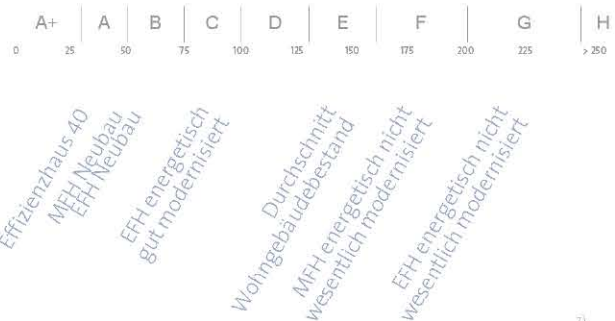 A+ A B C D E F G H
0 25 50 75 100 125 150 175 200 225 > 250
Effizienzhaus 40
MFH Neubau
EFH Neubau
EFH energetisch
gut modernisiert
Durchschnitt
Wohngebäudebestand
MFH energetisch nicht
wesentlich modernisiert
EFH energetisch nicht
wesentlich modernisiert
7)